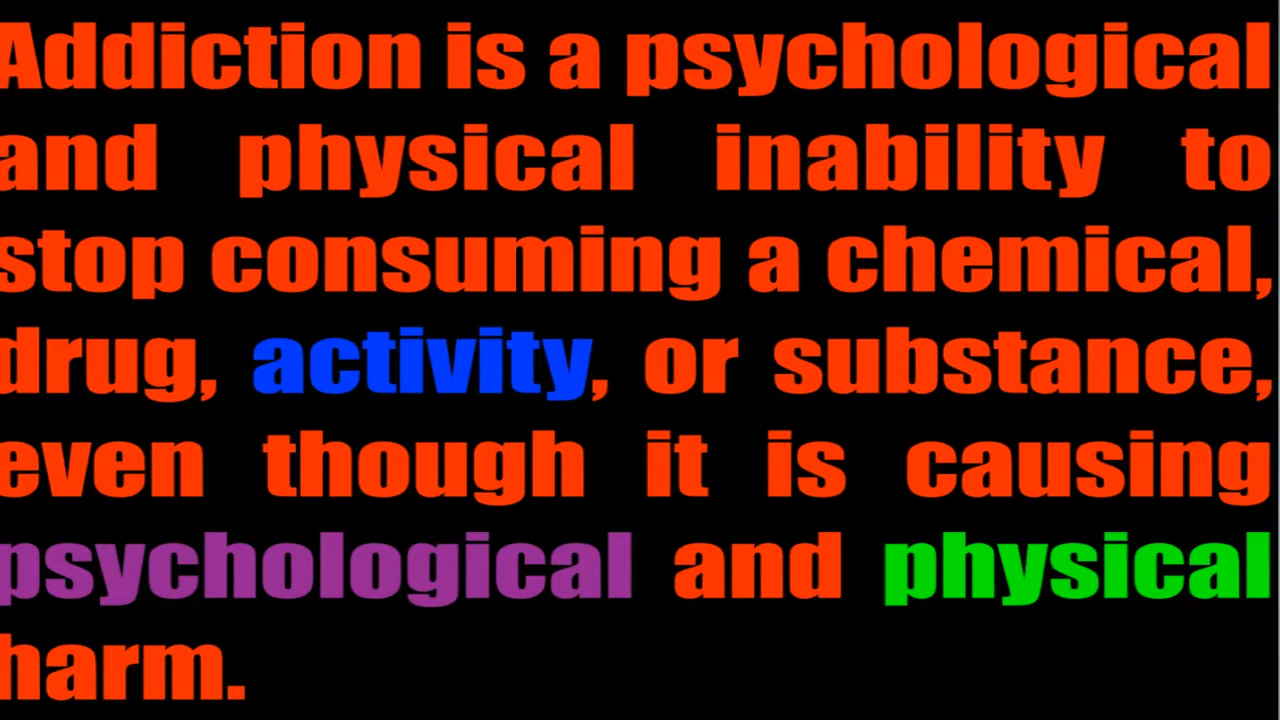 Addiction is a psychological
and physical inability to
stop consuming a chemical,
drug, activity, or substance,
even though it is causing
psychological and physical
harm.